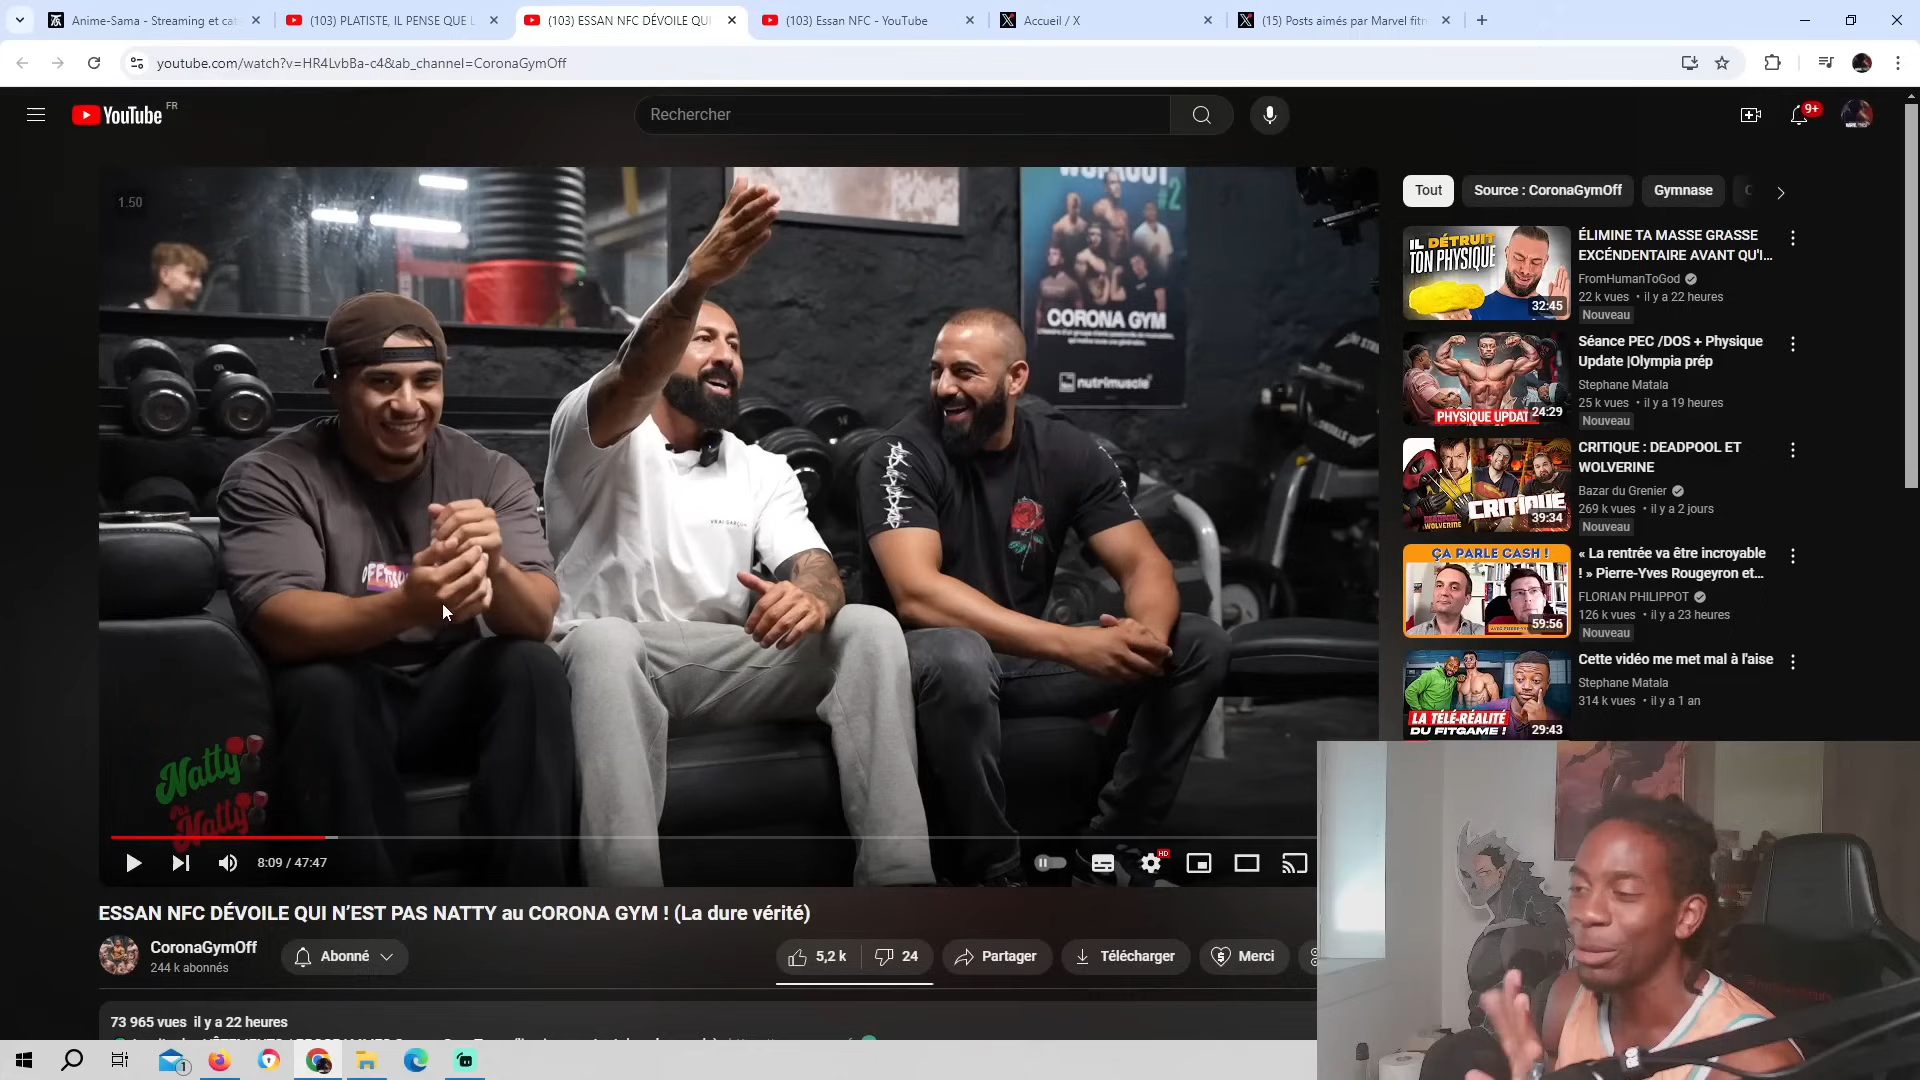 Anime-Sama - Streaming et cat
(103) PLATISTE, IL PENSE QUE L
(103) ESSAN NFC DÉVOILE QUI
(103) Essan NFC - YouTube
Accueil / X
(15) Posts aimés par Marvel fitn
youtube.com/watch?v=HR4LvbBa-c4&ab_channel=CoronaGymOff
YouTube FR
Rechercher
9+
1.50
WORKOUT
#2
CORONA GYM
nutrimuscle
VRAI GARÇON
Natty
Pas
Natty
8:09 / 47:47
HD
ESSAN NFC DÉVOILE QUI N'EST PAS NATTY au CORONA GYM ! (La dure vérité)
CoronaGymOff
244 k abonnés
Abonné
5,2 k
24
Partager
Télécharger
Merci
73 965 vues il y a 22 heures
Tout
Source : CoronaGymOff
Gymnase
IL DÉTRUIT
TON PHYSIQUE
32:45
ÉLIMINE TA MASSE GRASSE
EXCÉNDENTAIRE AVANT QU'I...
FromHumanToGod
22 k vues • il y a 22 heures
Nouveau
PHYSIQUE UPDAT
24:29
Séance PEC /DOS + Physique
Update |Olympia prép
Stephane Matala
25 k vues • il y a 19 heures
Nouveau
CRITIQUE
39:34
CRITIQUE : DEADPOOL ET
WOLVERINE
Bazar du Grenier
269 k vues • il y a 2 jours
Nouveau
ÇA PARLE CASH !
59:56
« La rentrée va être incroyable
! » Pierre-Yves Rougeyron et...
FLORIAN PHILIPPOT
126 k vues • il y a 23 heures
Nouveau
LA TÉLÉ-RÉALITÉ
DU FITGAME !
29:43
Cette vidéo me met mal à l'aise
Stephane Matala
314 k vues • il y a 1 an
1